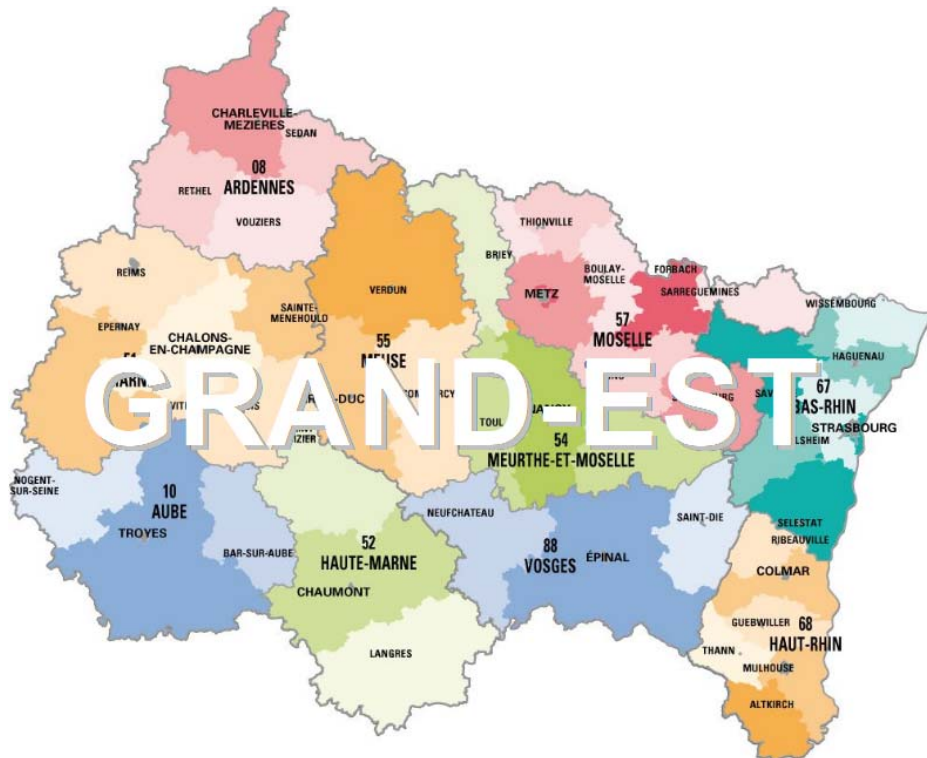 CHARLEVILLE-
MEZIÈRES
SEDAN
08
ARDENNES
RETHEL
VOUZIERS
THIONVILLE
BRIEY
BOULAY-
MOSELLE
FORBACH
SARREGUEMINES
METZ
57
MOSELLE
REIMS
VERDUN
SAINTE-
MENEHOULD
EPERNAY
CHALONS-
EN-CHAMPAGNE
55
MEUSE
WISSEMBOURG
HAGUENAU
67
BAS-RHIN
STRASBOURG
GRAND-EST
TOUL
54
MEURTHE-ET-MOSELLE
NOGENT-
SUR-SEINE
10
AUBE
TROYES
BAR-SUR-AUBE
52
HAUTE-MARNE
CHAUMONT
LANGRES
NEUFCHATEAU
88
VOSGES
ÉPINAL
SAINT-DIE
SELESTAT
RIBEAUVILLE
COLMAR
GUEBWILLER
68
HAUT-RHIN
THANN
MULHOUSE
ALTKIRCH